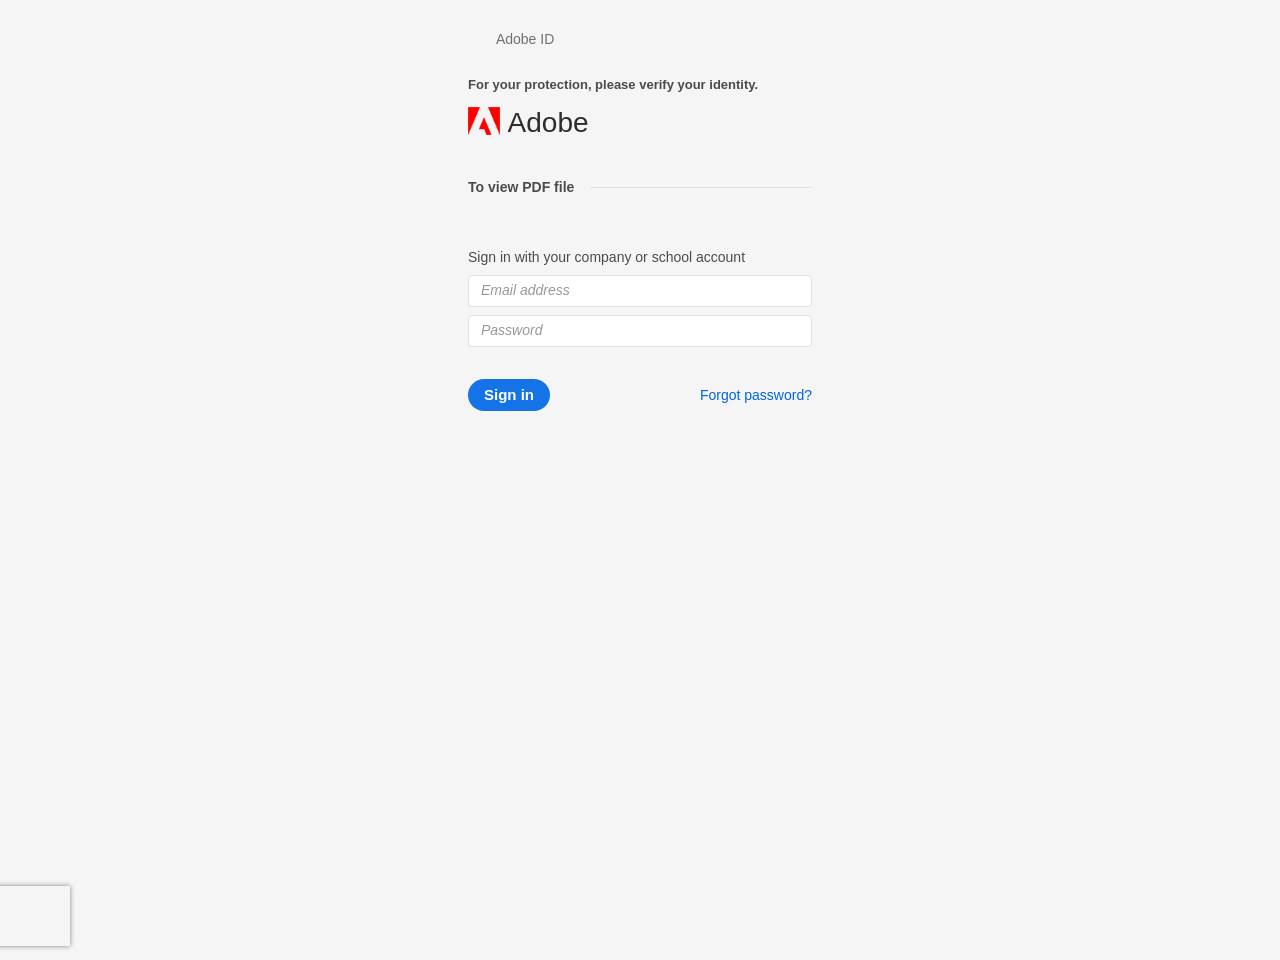 Adobe ID
For your protection, please verify your identity.
Adobe
To view PDF file
Sign in with your company or school account
Email address
Password
Sign in
Forgot password?